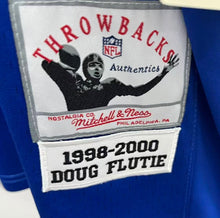 THROWBACKS
NFL
Authentics
NOSTALGIA CO.
Mitchell & Ness
PHILADELPHIA, PA.
1998-2000
DOUG FLUTIE